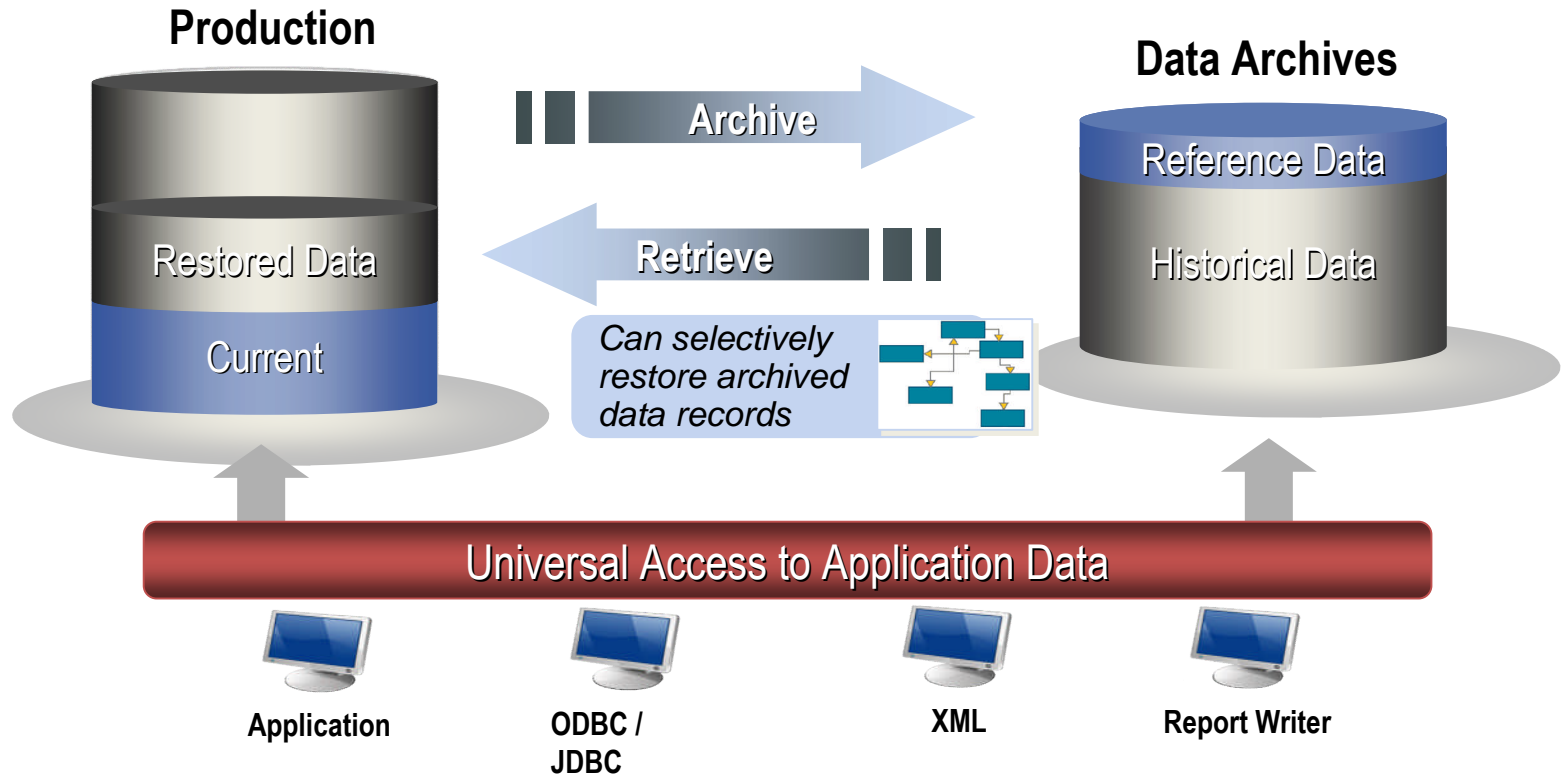 Production
Data Archives
Archive
Reference Data
Retrieve
Restored Data
Historical Data
Current
Can selectively
restore archived
data records
Universal Access to Application Data
Application
ODBC /
JDBC
XML
Report Writer